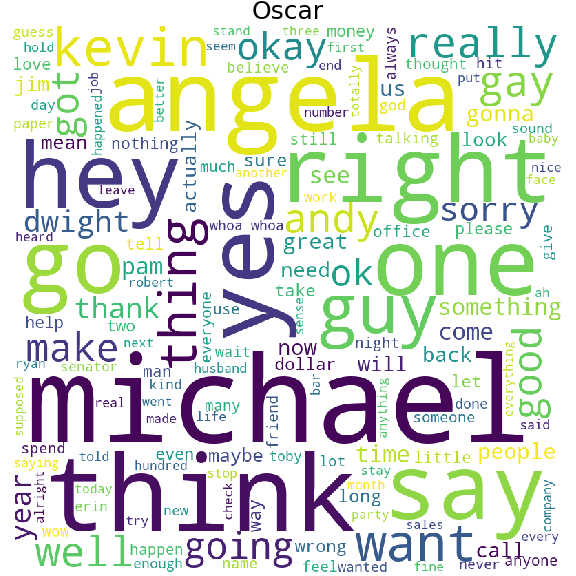 Oscar
guess stand three money
hold kevin seem okay first really
love believe end always thought hit put
jim got angela us totally god gay
day happened job better number gonna
paper mean nothing actually still talking look sound baby
hey much sure right see another work nice face
leave yes whoa whoa
heard dwight thing andy sorry
tell great office please give
go pam ok one
robert need ah
thank use take guy something
help two everyone sensei come
make next wait now night will back
ryan man husband dollar let good everything
supposed senator kind bar
real went many friend anything someone done said
made life
michael
spend told even maybe toby lot time little people
year saying hundred stop stay
alright think check long say
today erin new way month
wow try party sales company every
well happen going wrong want call anyone
enough name feel wanted fine never